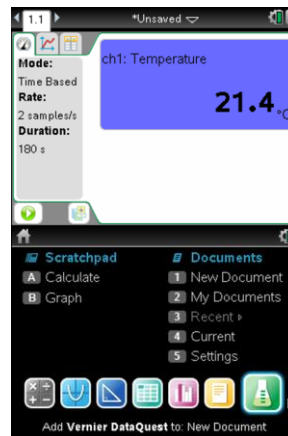 1.1 *Unsaved
Mode:
Time Based
Rate:
2 samples/s
Duration:
180 s
ch1: Temperature
21.4 °C
Scratchpad
A Calculate
B Graph
Documents
1 New Document
2 My Documents
3 Recent
4 Current
5 Settings
Add Vernier DataQuest to: New Document